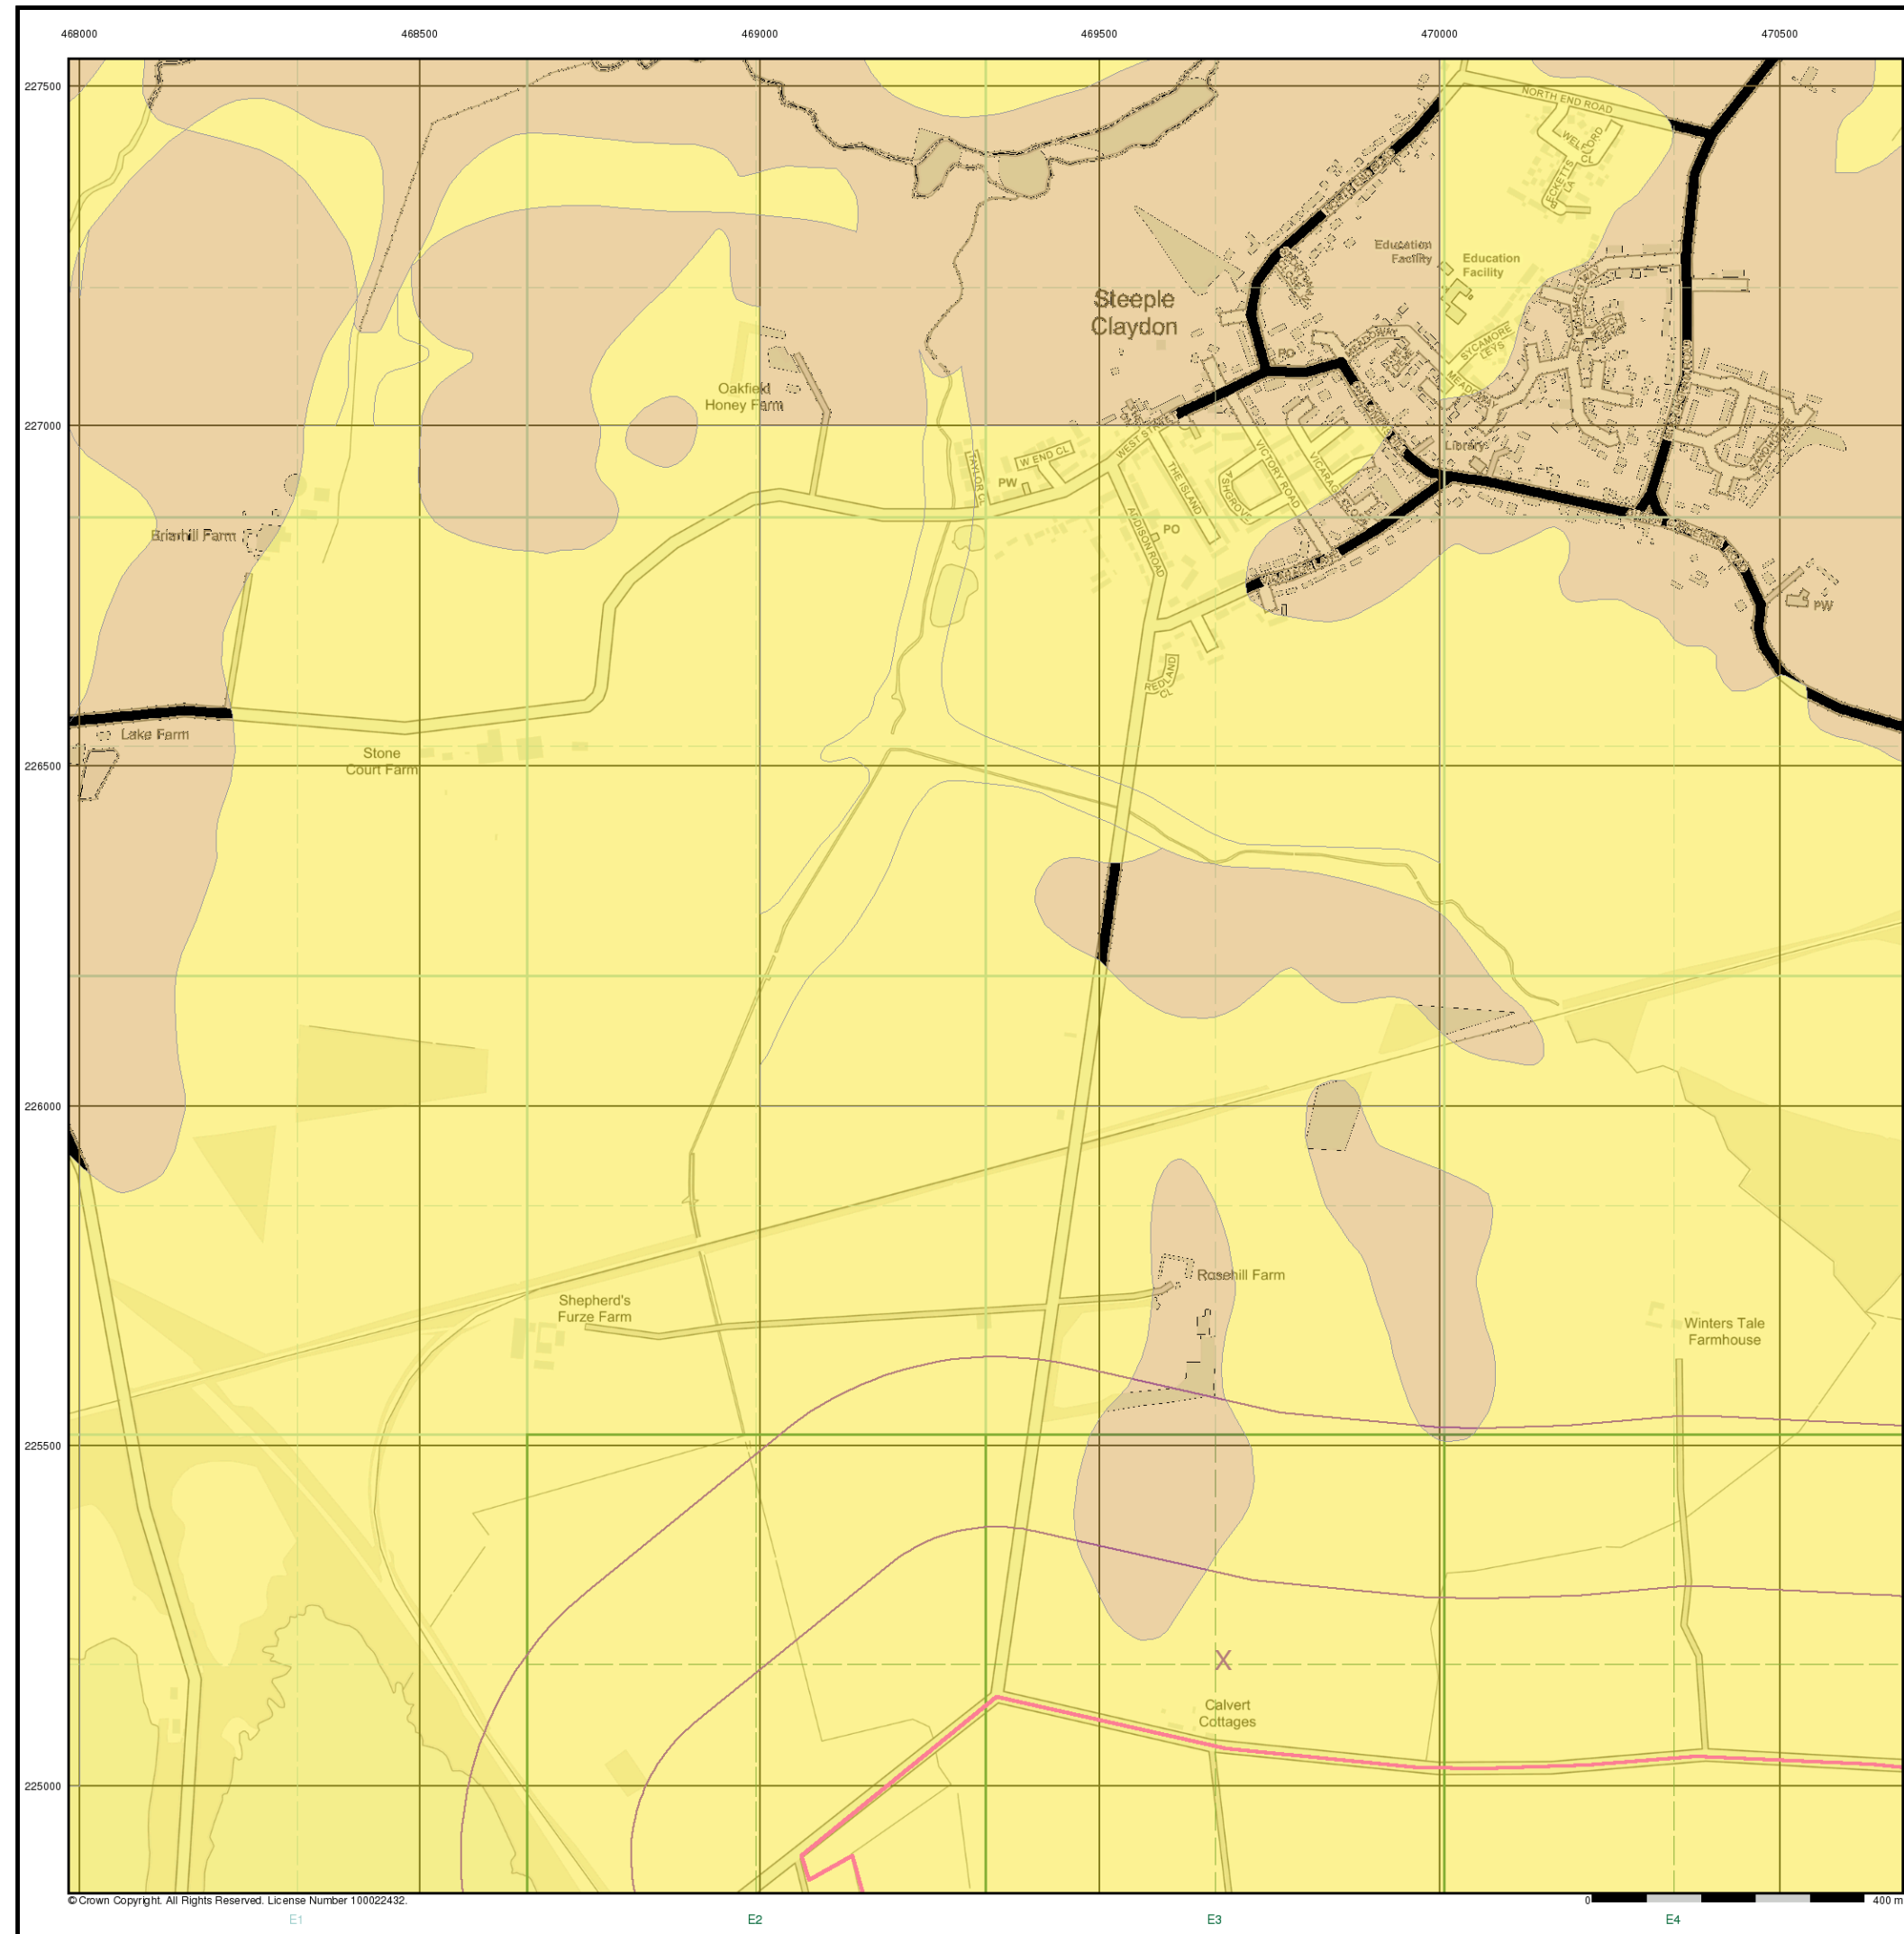 468000
468500
469000
469500
470000
470500
227500
227000
226500
226000
225500
225000
NORTH END ROAD
Education
Facility
Education
Facility
Steeple
Claydon
PO
MEADOWAY
SYCAMORE
LEYS
MEADOWAY
Oakfield
Honey Farm
Library
WEST STREET
W END CL
TAYLOR CL
PW
THE ISLAND
VICTORY ROAD
VICARAGE
ASHGROVE
ADDISON ROAD
PO
Briarhill Farm
PW
REDLAND
CL
Lake Farm
Stone
Court Farm
Rosehill Farm
Shepherd's
Furze Farm
Winters Tale
Farmhouse
X
Calvert
Cottages
© Crown Copyright. All Rights Reserved. License Number 100022432.
0
400 m
E1
E2
E3
E4